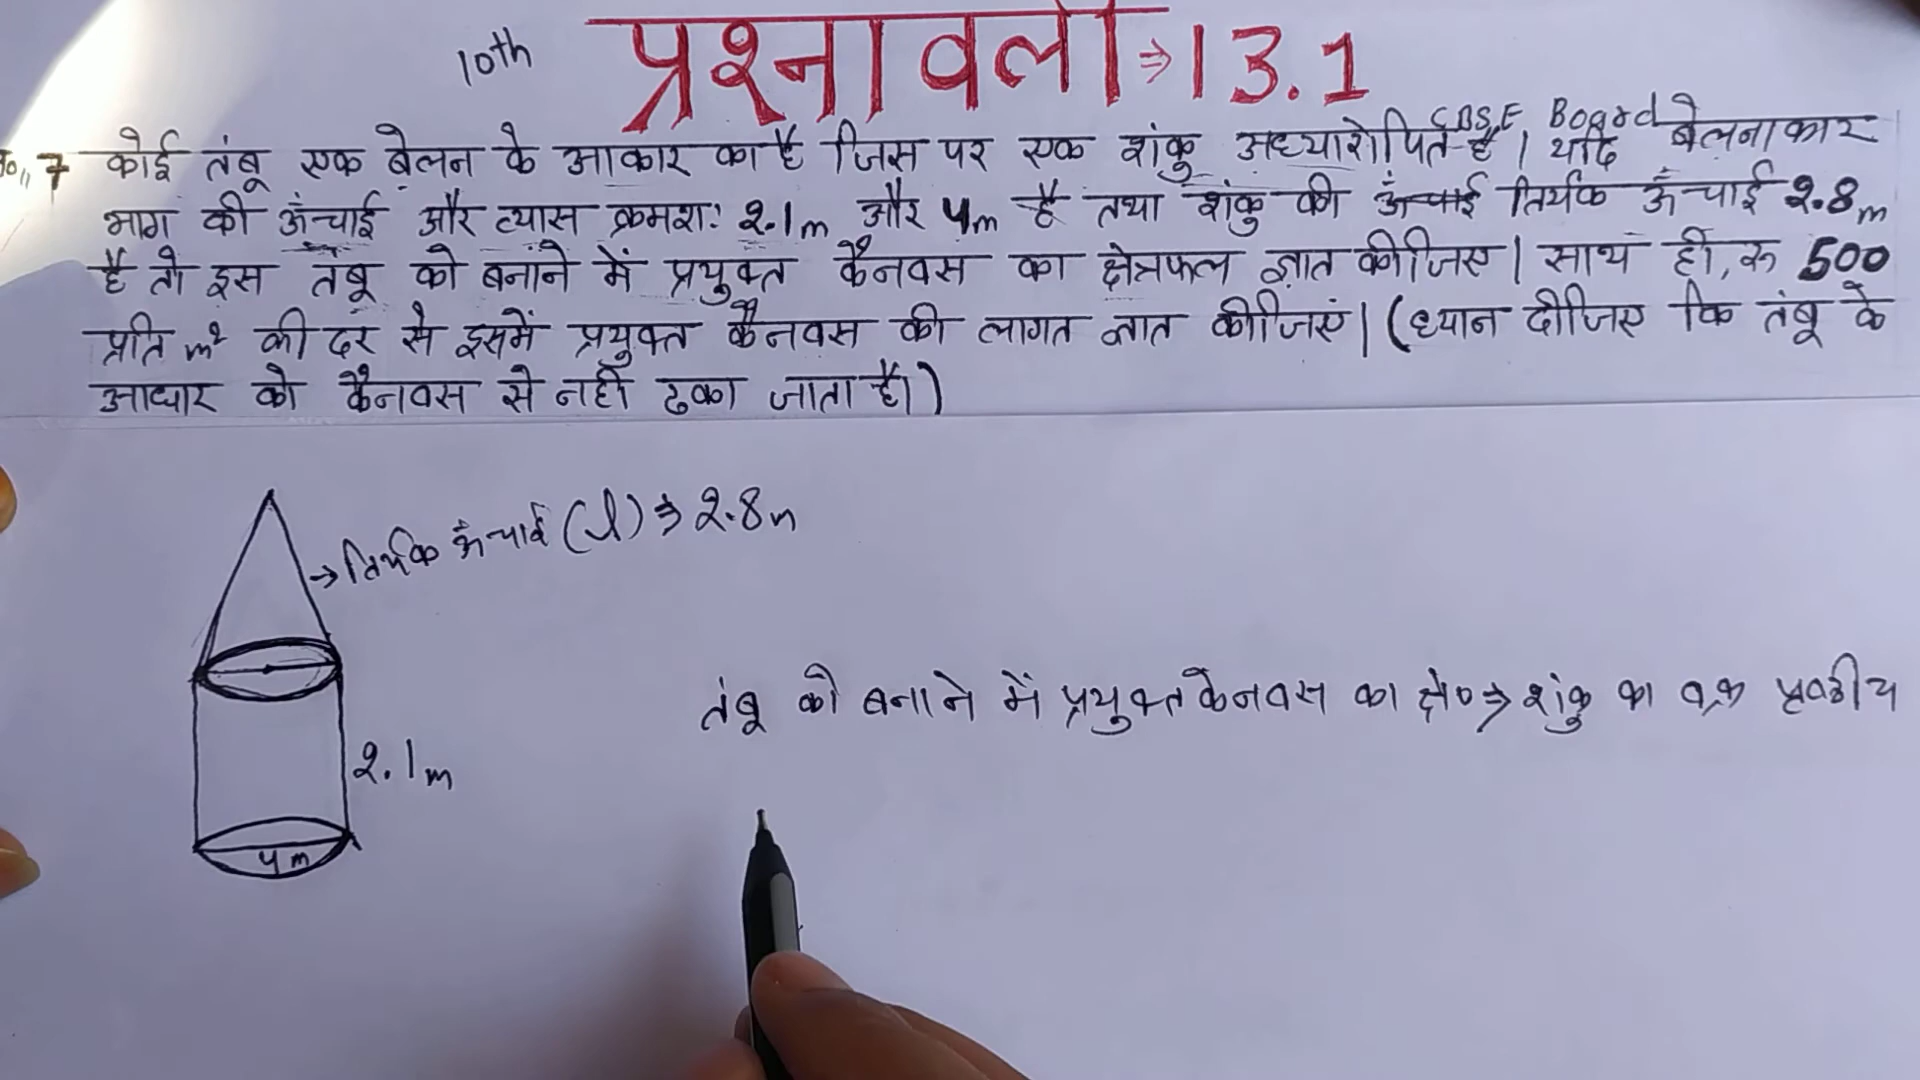 10th प्रश्नावली ⇒ 13.1
CBSE Board
7 कोई तंबू एक बेलन के आकार का है जिस पर एक शंकु अध्यारोपित है। यदि बेलनाकार
भाग की ऊँचाई और व्यास क्रमश: 2.1m और 4m है तथा शंकु की ऊँचाई तिर्यक ऊँचाई 2.8m
है तो इस तंबू को बनाने में प्रयुक्त कैनवस का क्षेत्रफल ज्ञात कीजिए। साथ ही, रु 500
प्रति m² की दर से इसमें प्रयुक्त कैनवस की लागत ज्ञात कीजिएं। (ध्यान दीजिए कि तंबू के
आधार को कैनवस से नहीं ढका जाता है।)
→ तिर्यक ऊँचाई (l) ⇒ 2.8m
तंबू को बनाने में प्रयुक्त कैनवस का क्षे० ⇒ शंकु का वक्र पृष्ठीय
2.1m
4m